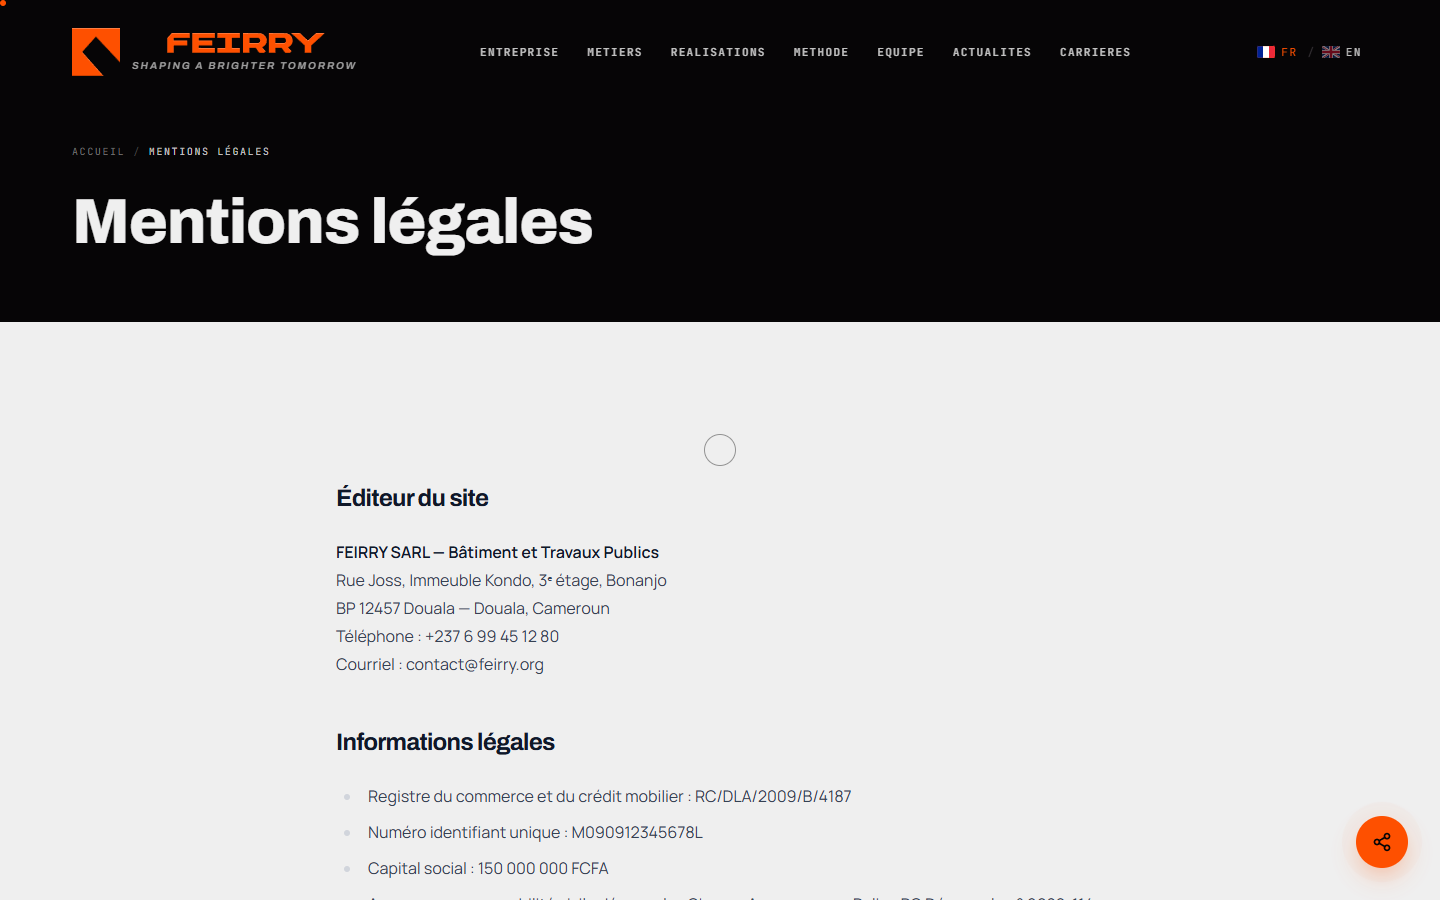 FEIRRY
SHAPING A BRIGHTER TOMORROW
ENTREPRISE
METIERS
REALISATIONS
METHODE
EQUIPE
ACTUALITES
CARRIERES
FR / EN
ACCUEIL / MENTIONS LÉGALES
Mentions légales
Éditeur du site
FEIRRY SARL — Bâtiment et Travaux Publics
Rue Joss, Immeuble Kondo, 3ᵉ étage, Bonanjo
BP 12457 Douala — Douala, Cameroun
Téléphone : +237 6 99 45 12 80
Courriel : contact@feirry.org
Informations légales
Registre du commerce et du crédit mobilier : RC/DLA/2009/B/4187
Numéro identifiant unique : M090912345678L
Capital social : 150 000 000 FCFA